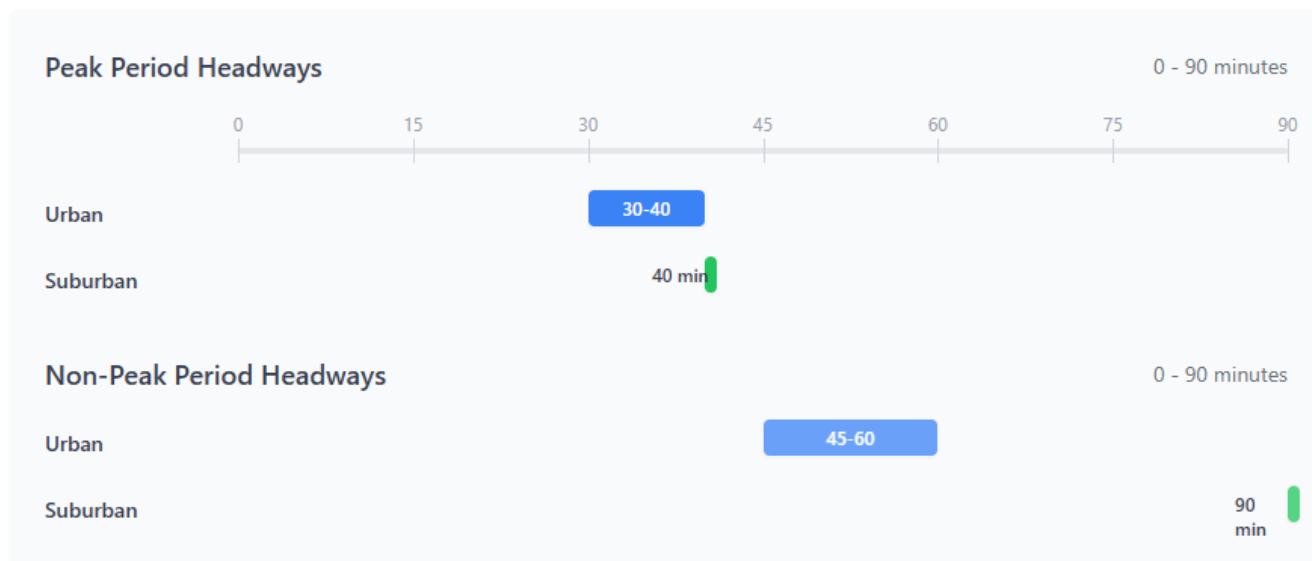 Peak Period Headways
0 - 90 minutes
0 15 30 45 60 75 90
Urban
30-40
Suburban
40 min
Non-Peak Period Headways
0 - 90 minutes
Urban
45-60
Suburban
90
min